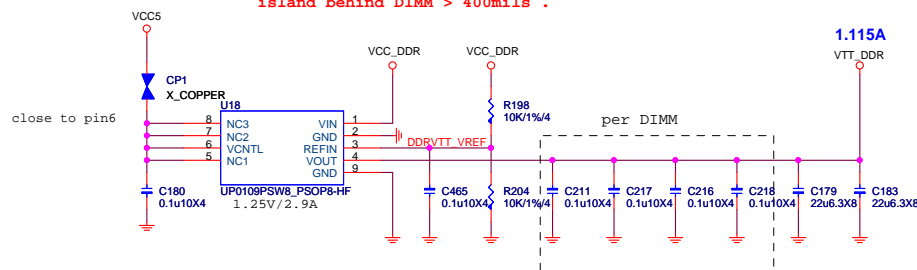 island behind DIMM > 400mils .
VCC5
VCC_DDR
VCC_DDR
1.115A
VTT_DDR
CP1
X_COPPER
close to pin6
U18
8 NC3 VIN 1
7 NC2 GND 2
6 VCNTL REFIN 3
5 NC1 VOUT 4
GND 9
DDRVTT_VREF
R198
10K/1%/4
per DIMM
C180
0.1u10X4
UP0109PSW8_PSOP8-HF
1.25V/2.9A
C465
0.1u10X4
R204
10K/1%/4
C211
0.1u10X4
C217
0.1u10X4
C216
0.1u10X4
C218
0.1u10X4
C179
22u6.3X8
C183
22u6.3X8